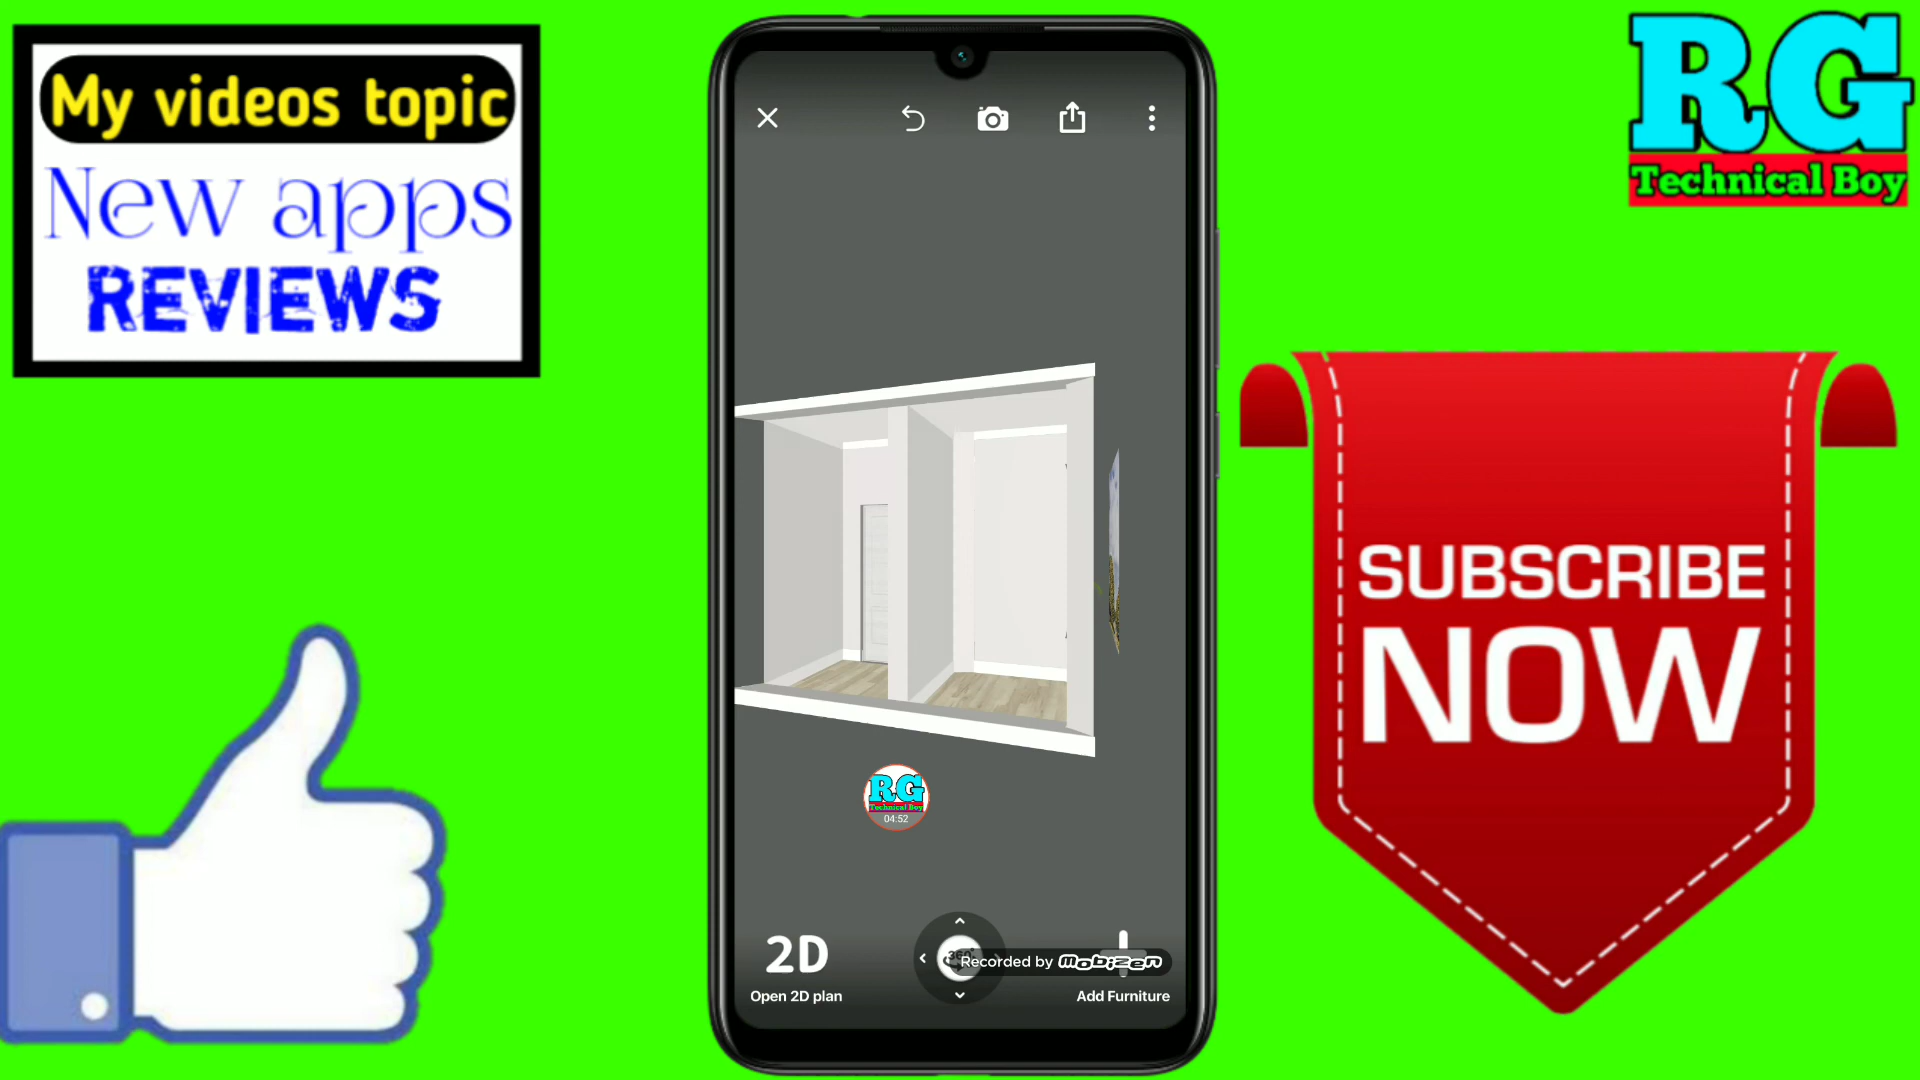 My videos topic
New apps
REVIEWS
RG
Technical Boy
SUBSCRIBE
NOW
RG
Technical Boy
04:52
2D
Open 2D plan
Recorded by Mobizen
Add Furniture